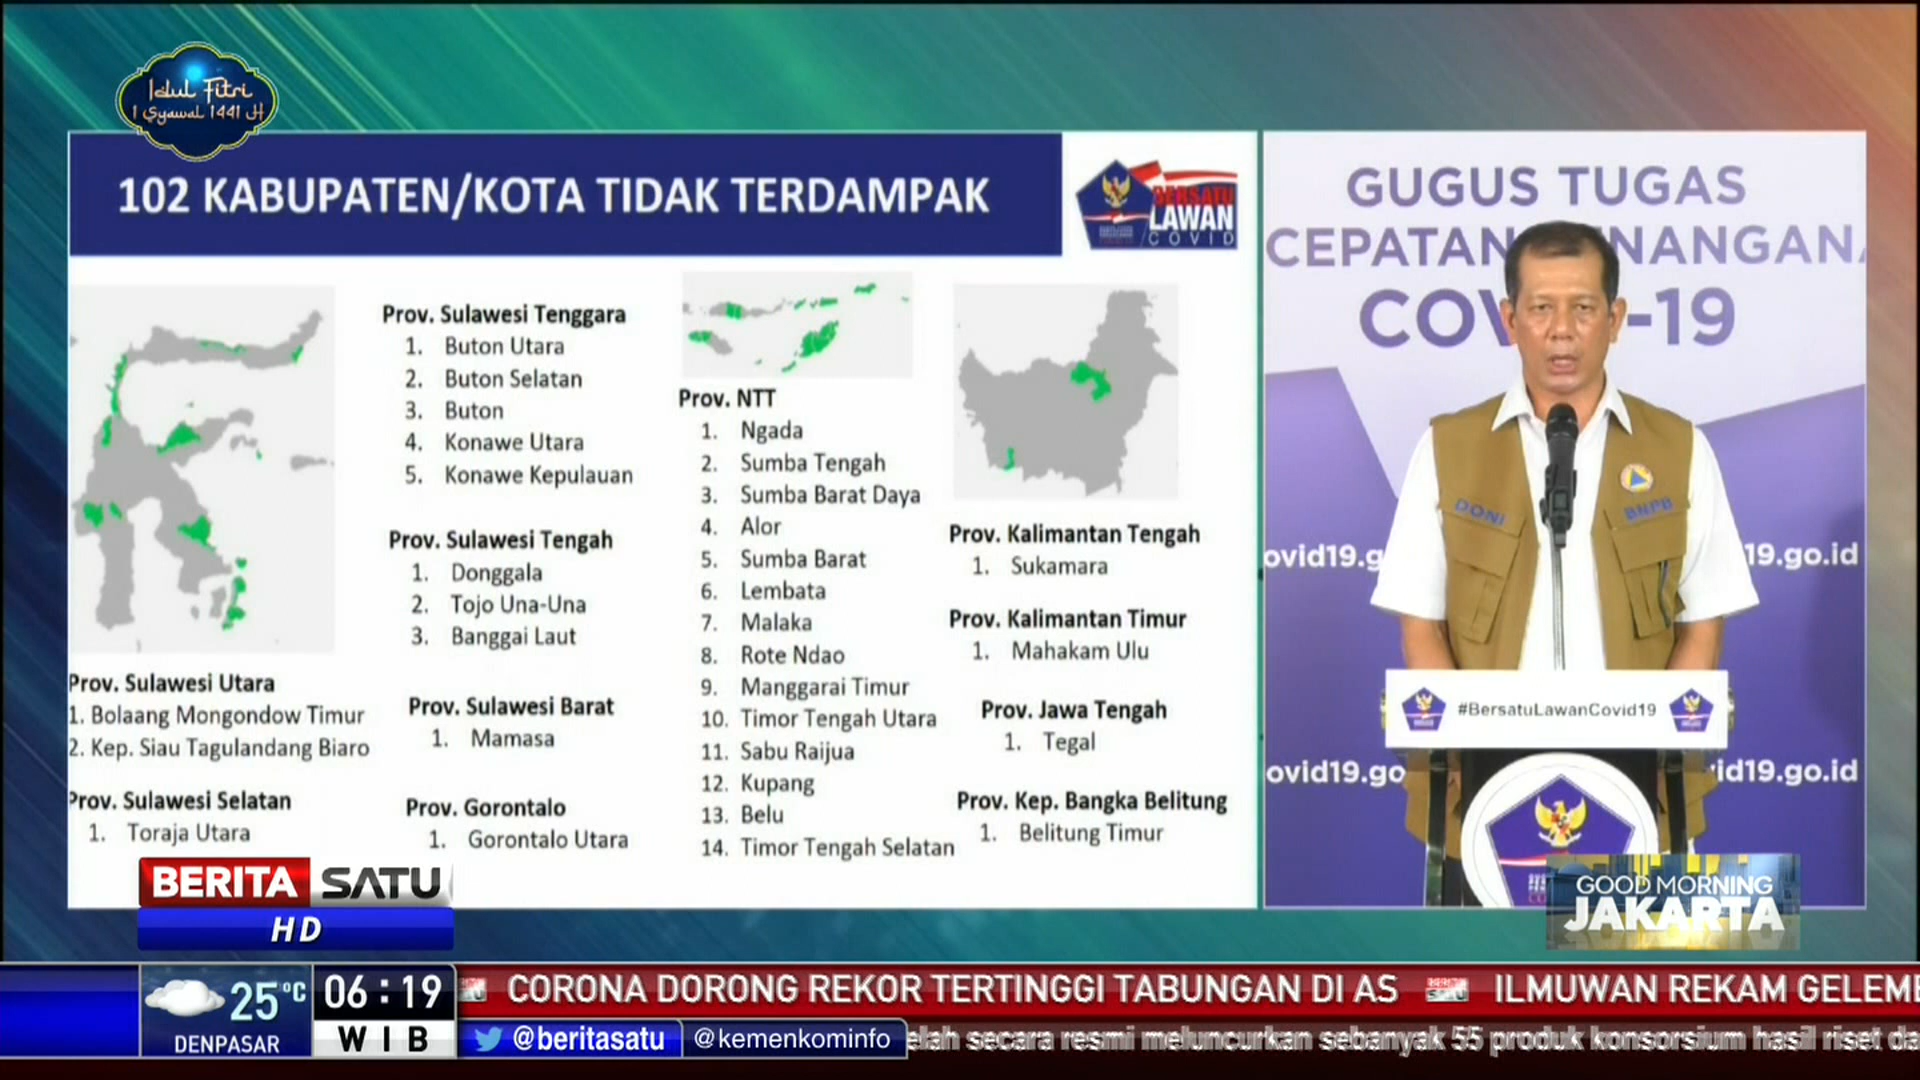 Idul Fitri
1 Syawal 1441 H
102 KABUPATEN/KOTA TIDAK TERDAMPAK
BERSATU
LAWAN
COVID
Prov. Sulawesi Utara
1. Bolaang Mongondow Timur
2. Kep. Siau Tagulandang Biaro
Prov. Sulawesi Selatan
1. Toraja Utara
Prov. Sulawesi Tenggara
1. Buton Utara
2. Buton Selatan
3. Buton
4. Konawe Utara
5. Konawe Kepulauan
Prov. Sulawesi Tengah
1. Donggala
2. Tojo Una-Una
3. Banggai Laut
Prov. Sulawesi Barat
1. Mamasa
Prov. Gorontalo
1. Gorontalo Utara
Prov. NTT
1. Ngada
2. Sumba Tengah
3. Sumba Barat Daya
4. Alor
5. Sumba Barat
6. Lembata
7. Malaka
8. Rote Ndao
9. Manggarai Timur
10. Timor Tengah Utara
11. Sabu Raijua
12. Kupang
13. Belu
14. Timor Tengah Selatan
Prov. Kalimantan Tengah
1. Sukamara
Prov. Kalimantan Timur
1. Mahakam Ulu
Prov. Jawa Tengah
1. Tegal
Prov. Kep. Bangka Belitung
1. Belitung Timur
GUGUS TUGAS
CEPATAN NANGAN
COV -19
DONI BNPB
ovid19.g 19.go.id
#BersatuLawanCovid19
ovid19.go id19.go.id
BERITA SATU
HD
GOOD MORNING
JAKARTA
25°C
DENPASAR
06:19
WIB
CORONA DORONG REKOR TERTINGGI TABUNGAN DI AS ILMUWAN REKAM GELEME
@beritasatu @kemenkominfo elah secara resmi meluncurkan sebanyak 55 produk konsorsium hasil riset da